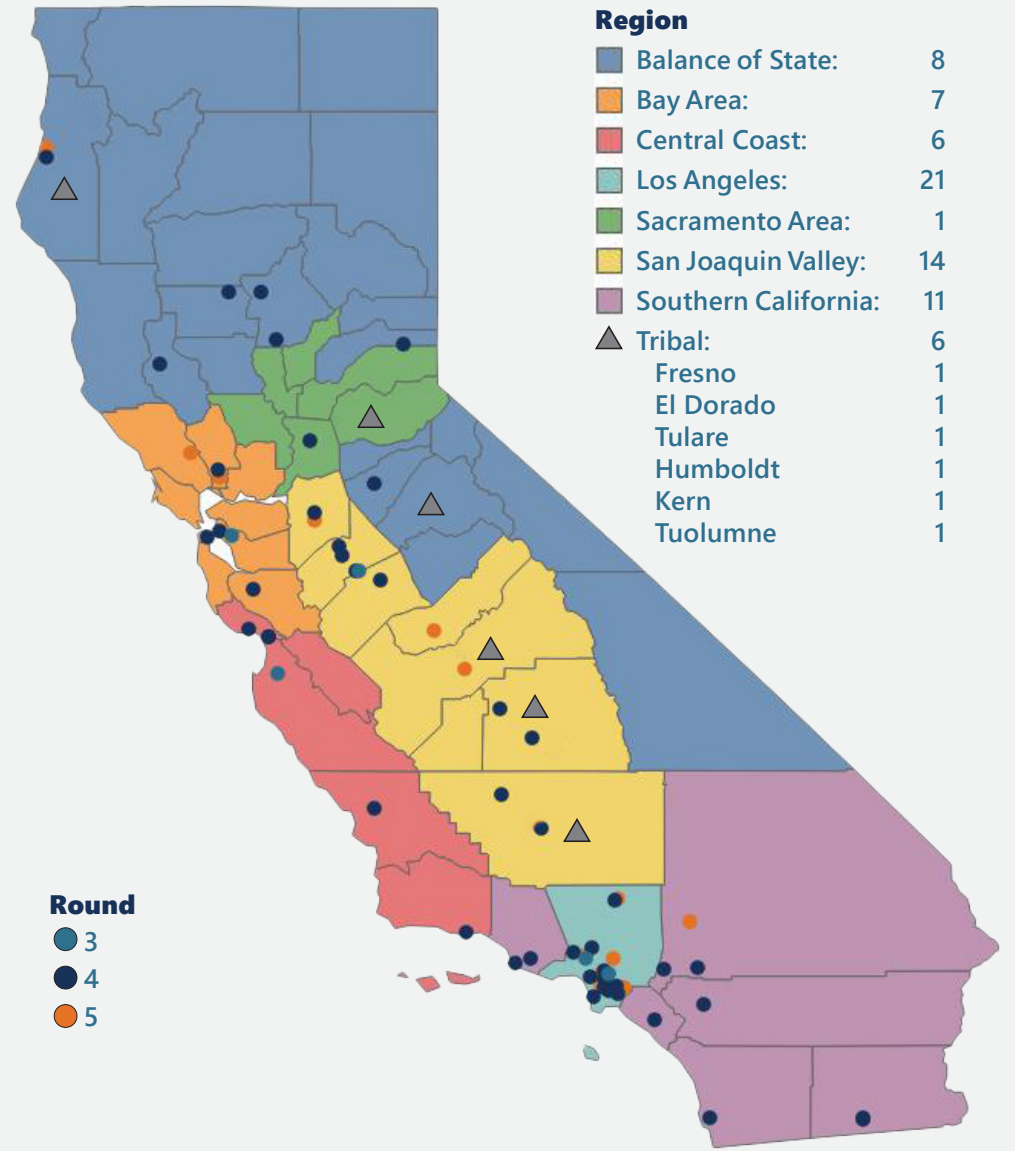 Region
Balance of State: 8
Bay Area: 7
Central Coast: 6
Los Angeles: 21
Sacramento Area: 1
San Joaquin Valley: 14
Southern California: 11
Tribal: 6
Fresno 1
El Dorado 1
Tulare 1
Humboldt 1
Kern 1
Tuolumne 1
Round
3
4
5